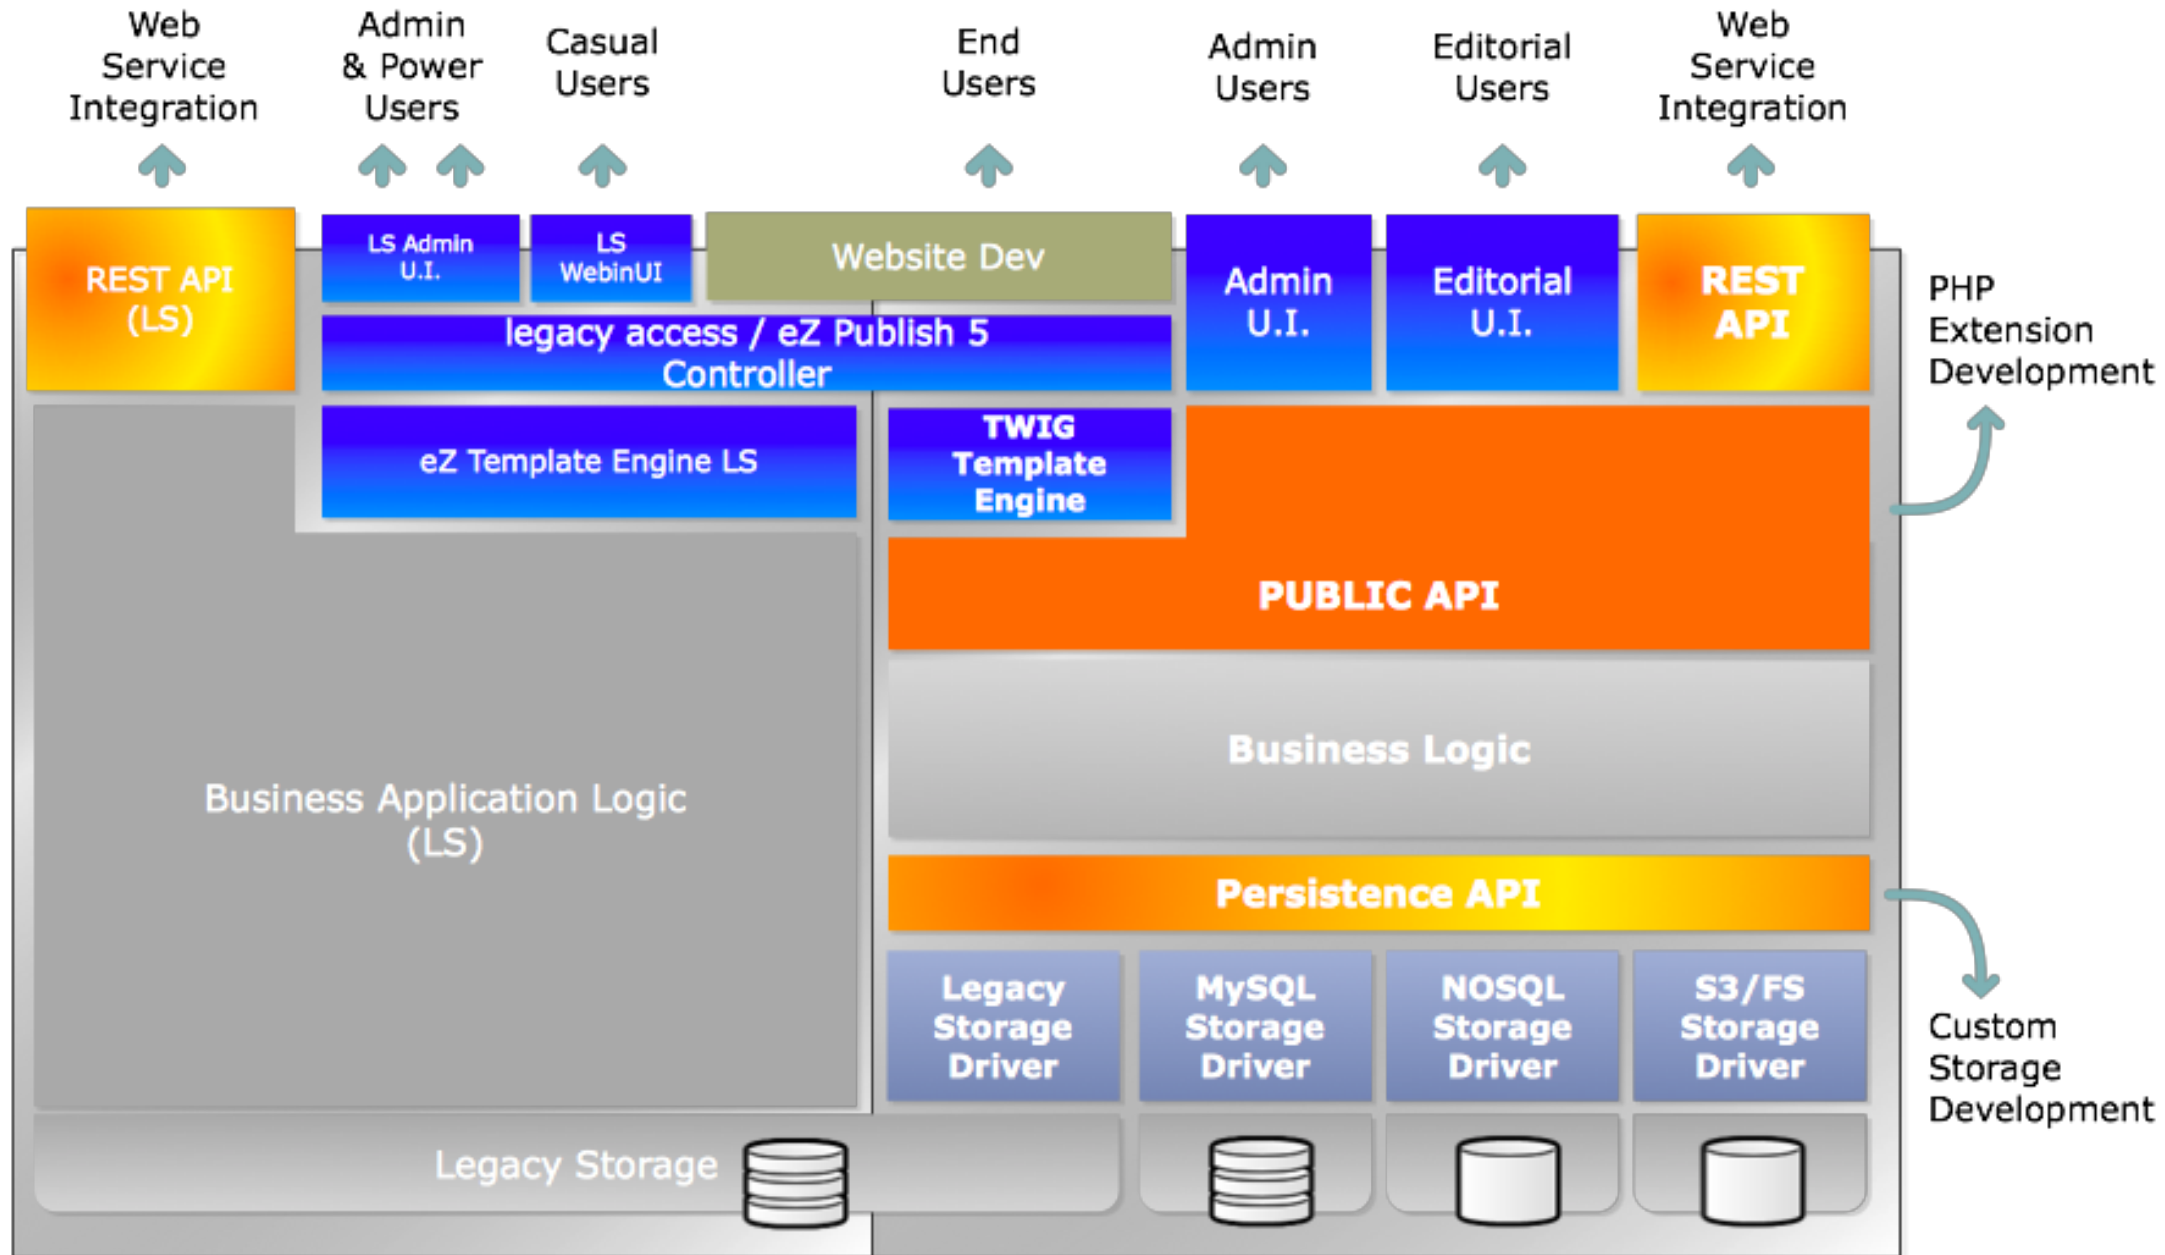 Web
Service
Integration
Admin
& Power
Users
Casual
Users
End
Users
Admin
Users
Editorial
Users
Web
Service
Integration
REST API
(LS)
LS Admin
U.I.
LS
WebinUI
Website Dev
Admin
U.I.
Editorial
U.I.
REST
API
PHP
Extension
Development
legacy access / eZ Publish 5
Controller
eZ Template Engine LS
TWIG
Template
Engine
PUBLIC API
Business Logic
Business Application Logic
(LS)
Persistence API
Legacy
Storage
Driver
MySQL
Storage
Driver
NOSQL
Storage
Driver
S3/FS
Storage
Driver
Custom
Storage
Development
Legacy Storage